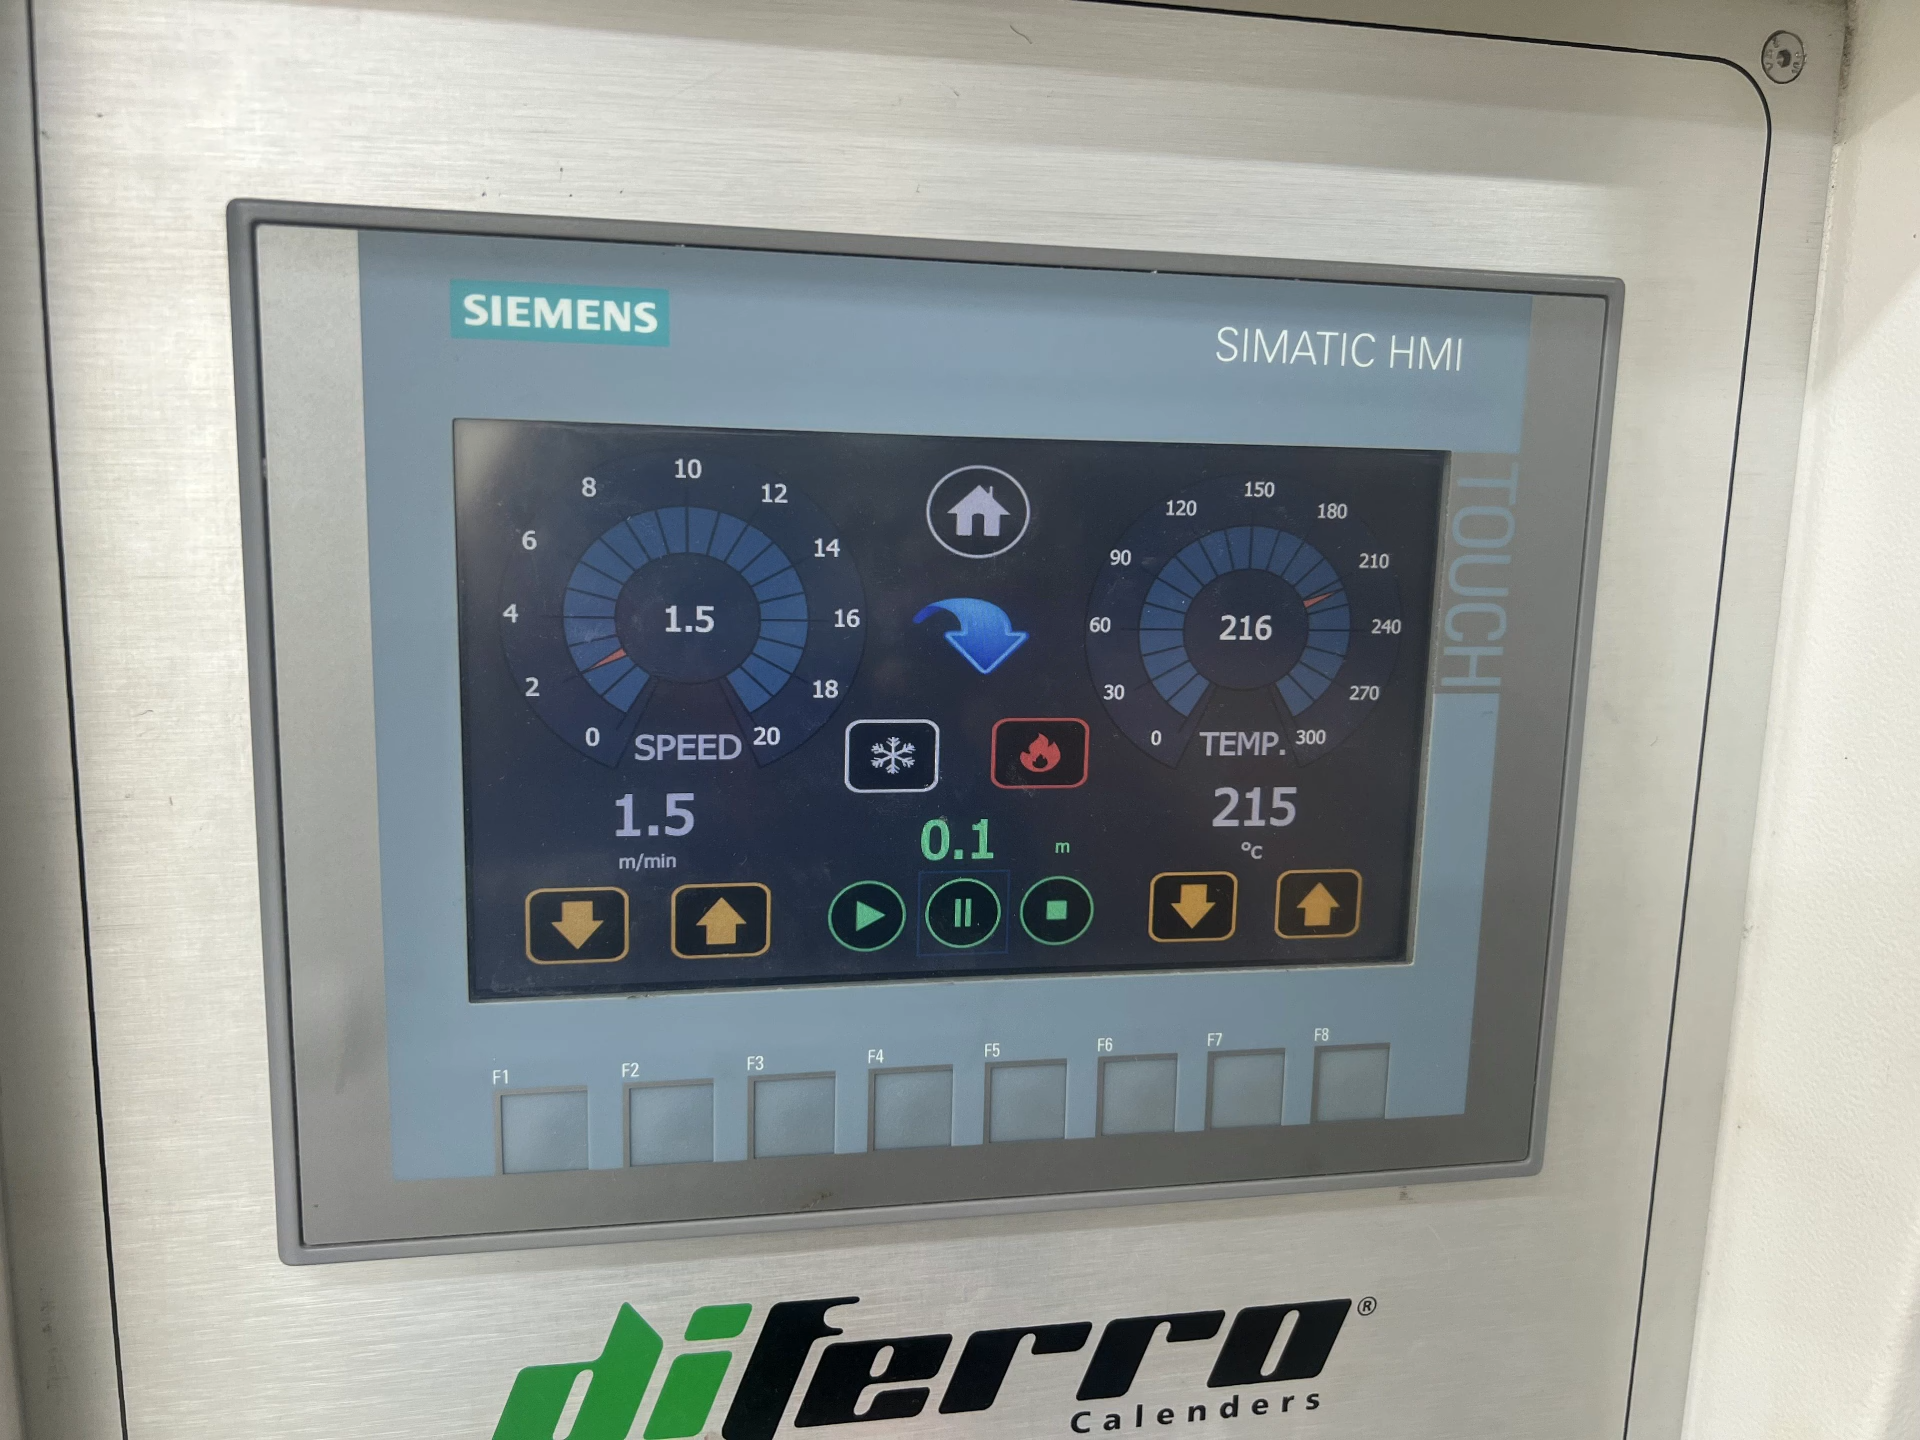 SIEMENS
SIMATIC HMI
TOUCH
0 2 4 6 8 10 12 14 16 18 20
1.5
SPEED
1.5
m/min
0.1 m
0 30 60 90 120 150 180 210 240 270 300
216
TEMP.
215
°C
F1 F2 F3 F4 F5 F6 F7 F8
diferro®
Calenders